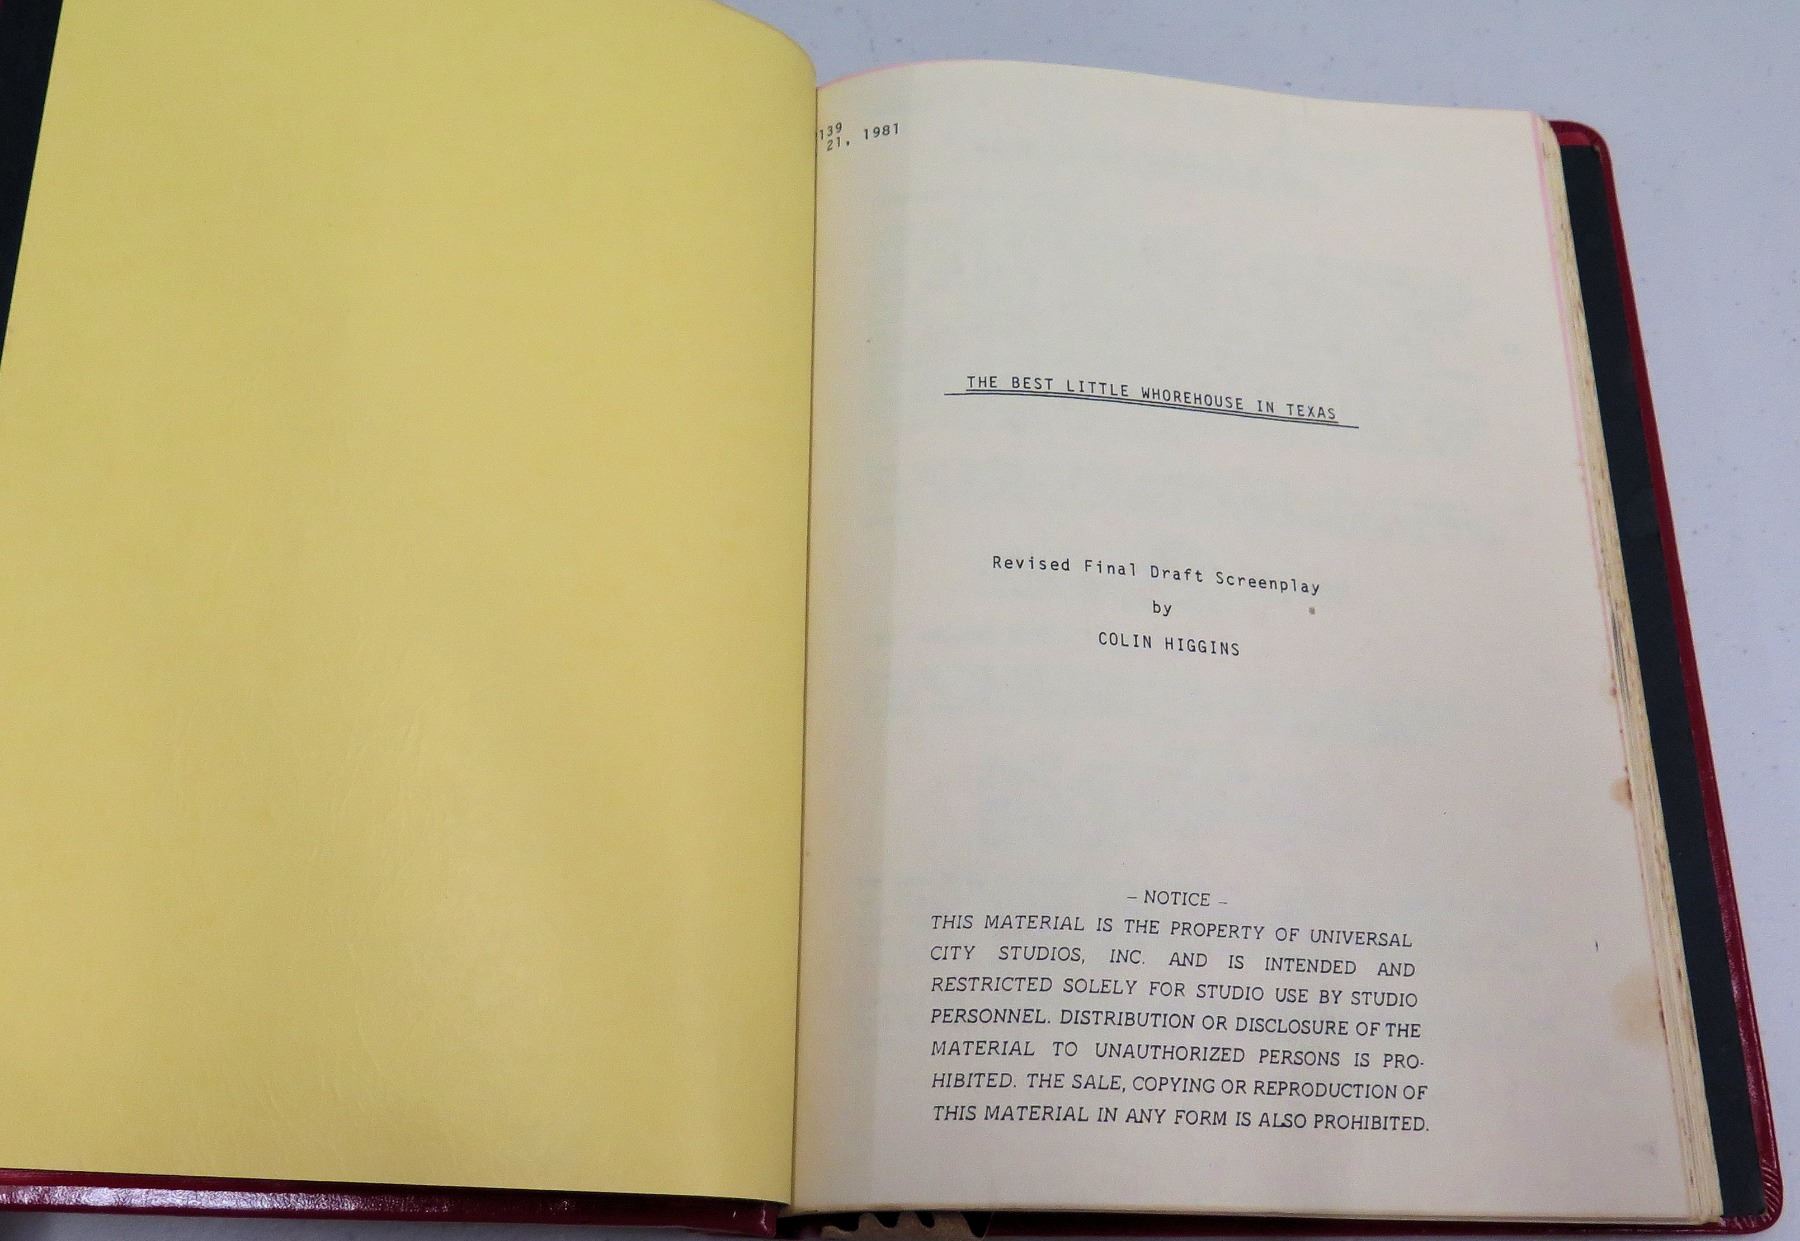 139
21, 1981
THE BEST LITTLE WHOREHOUSE IN TEXAS
Revised Final Draft Screenplay
by
COLIN HIGGINS
– NOTICE –
THIS MATERIAL IS THE PROPERTY OF UNIVERSAL
CITY STUDIOS, INC. AND IS INTENDED AND
RESTRICTED SOLELY FOR STUDIO USE BY STUDIO
PERSONNEL. DISTRIBUTION OR DISCLOSURE OF THE
MATERIAL TO UNAUTHORIZED PERSONS IS PRO-
HIBITED. THE SALE, COPYING OR REPRODUCTION OF
THIS MATERIAL IN ANY FORM IS ALSO PROHIBITED.